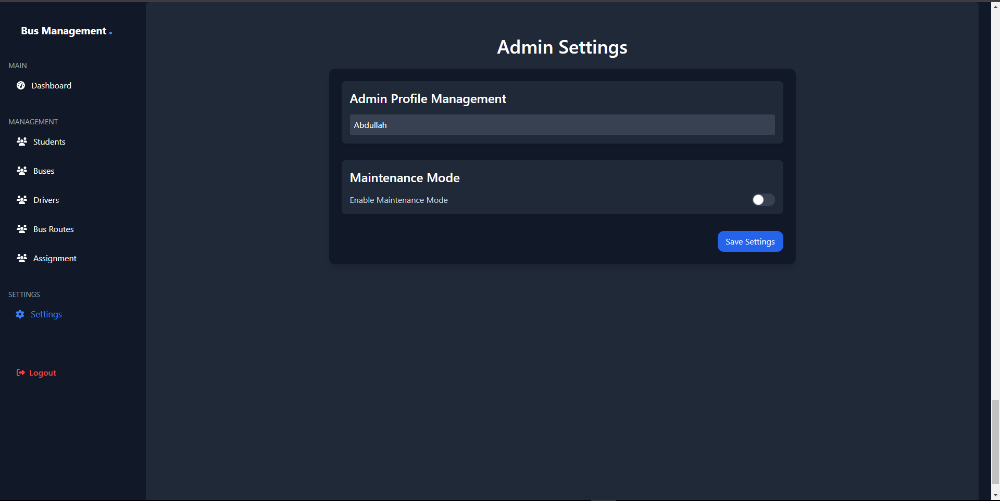 Bus Management .
MAIN
Dashboard
MANAGEMENT
Students
Buses
Drivers
Bus Routes
Assignment
SETTINGS
Settings
Logout
Admin Settings
Admin Profile Management
Abdullah
Maintenance Mode
Enable Maintenance Mode
Save Settings